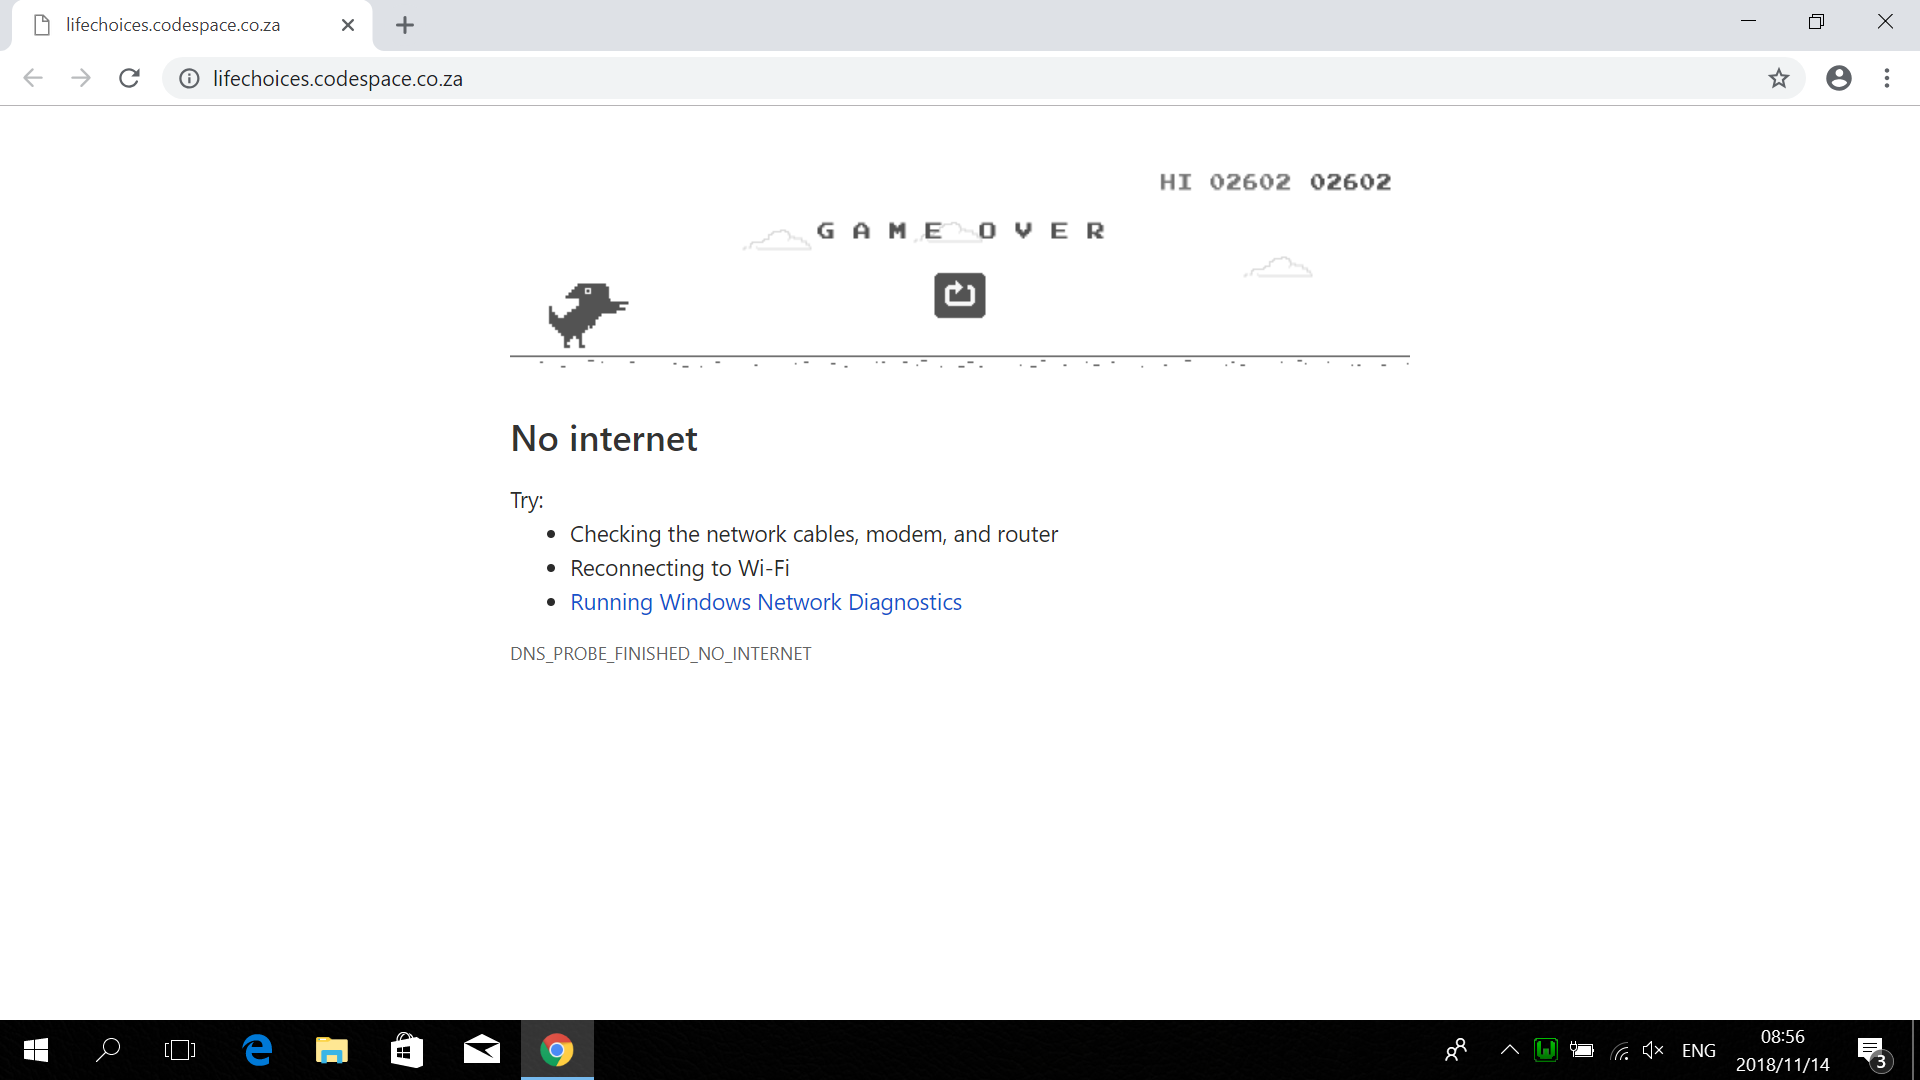 lifechoices.codespace.co.za
lifechoices.codespace.co.za
HI 02602 02602
GAME OVER
No internet
Try:
• Checking the network cables, modem, and router
• Reconnecting to Wi-Fi
• Running Windows Network Diagnostics
DNS_PROBE_FINISHED_NO_INTERNET
ENG
08:56
2018/11/14
3